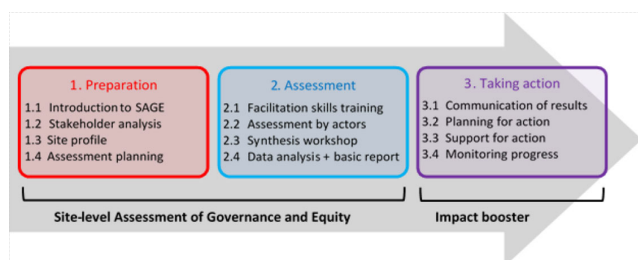 1. Preparation
1.1 Introduction to SAGE
1.2 Stakeholder analysis
1.3 Site profile
1.4 Assessment planning
2. Assessment
2.1 Facilitation skills training
2.2 Assessment by actors
2.3 Synthesis workshop
2.4 Data analysis + basic report
3. Taking action
3.1 Communication of results
3.2 Planning for action
3.3 Support for action
3.4 Monitoring progress
Site-level Assessment of Governance and Equity
Impact booster